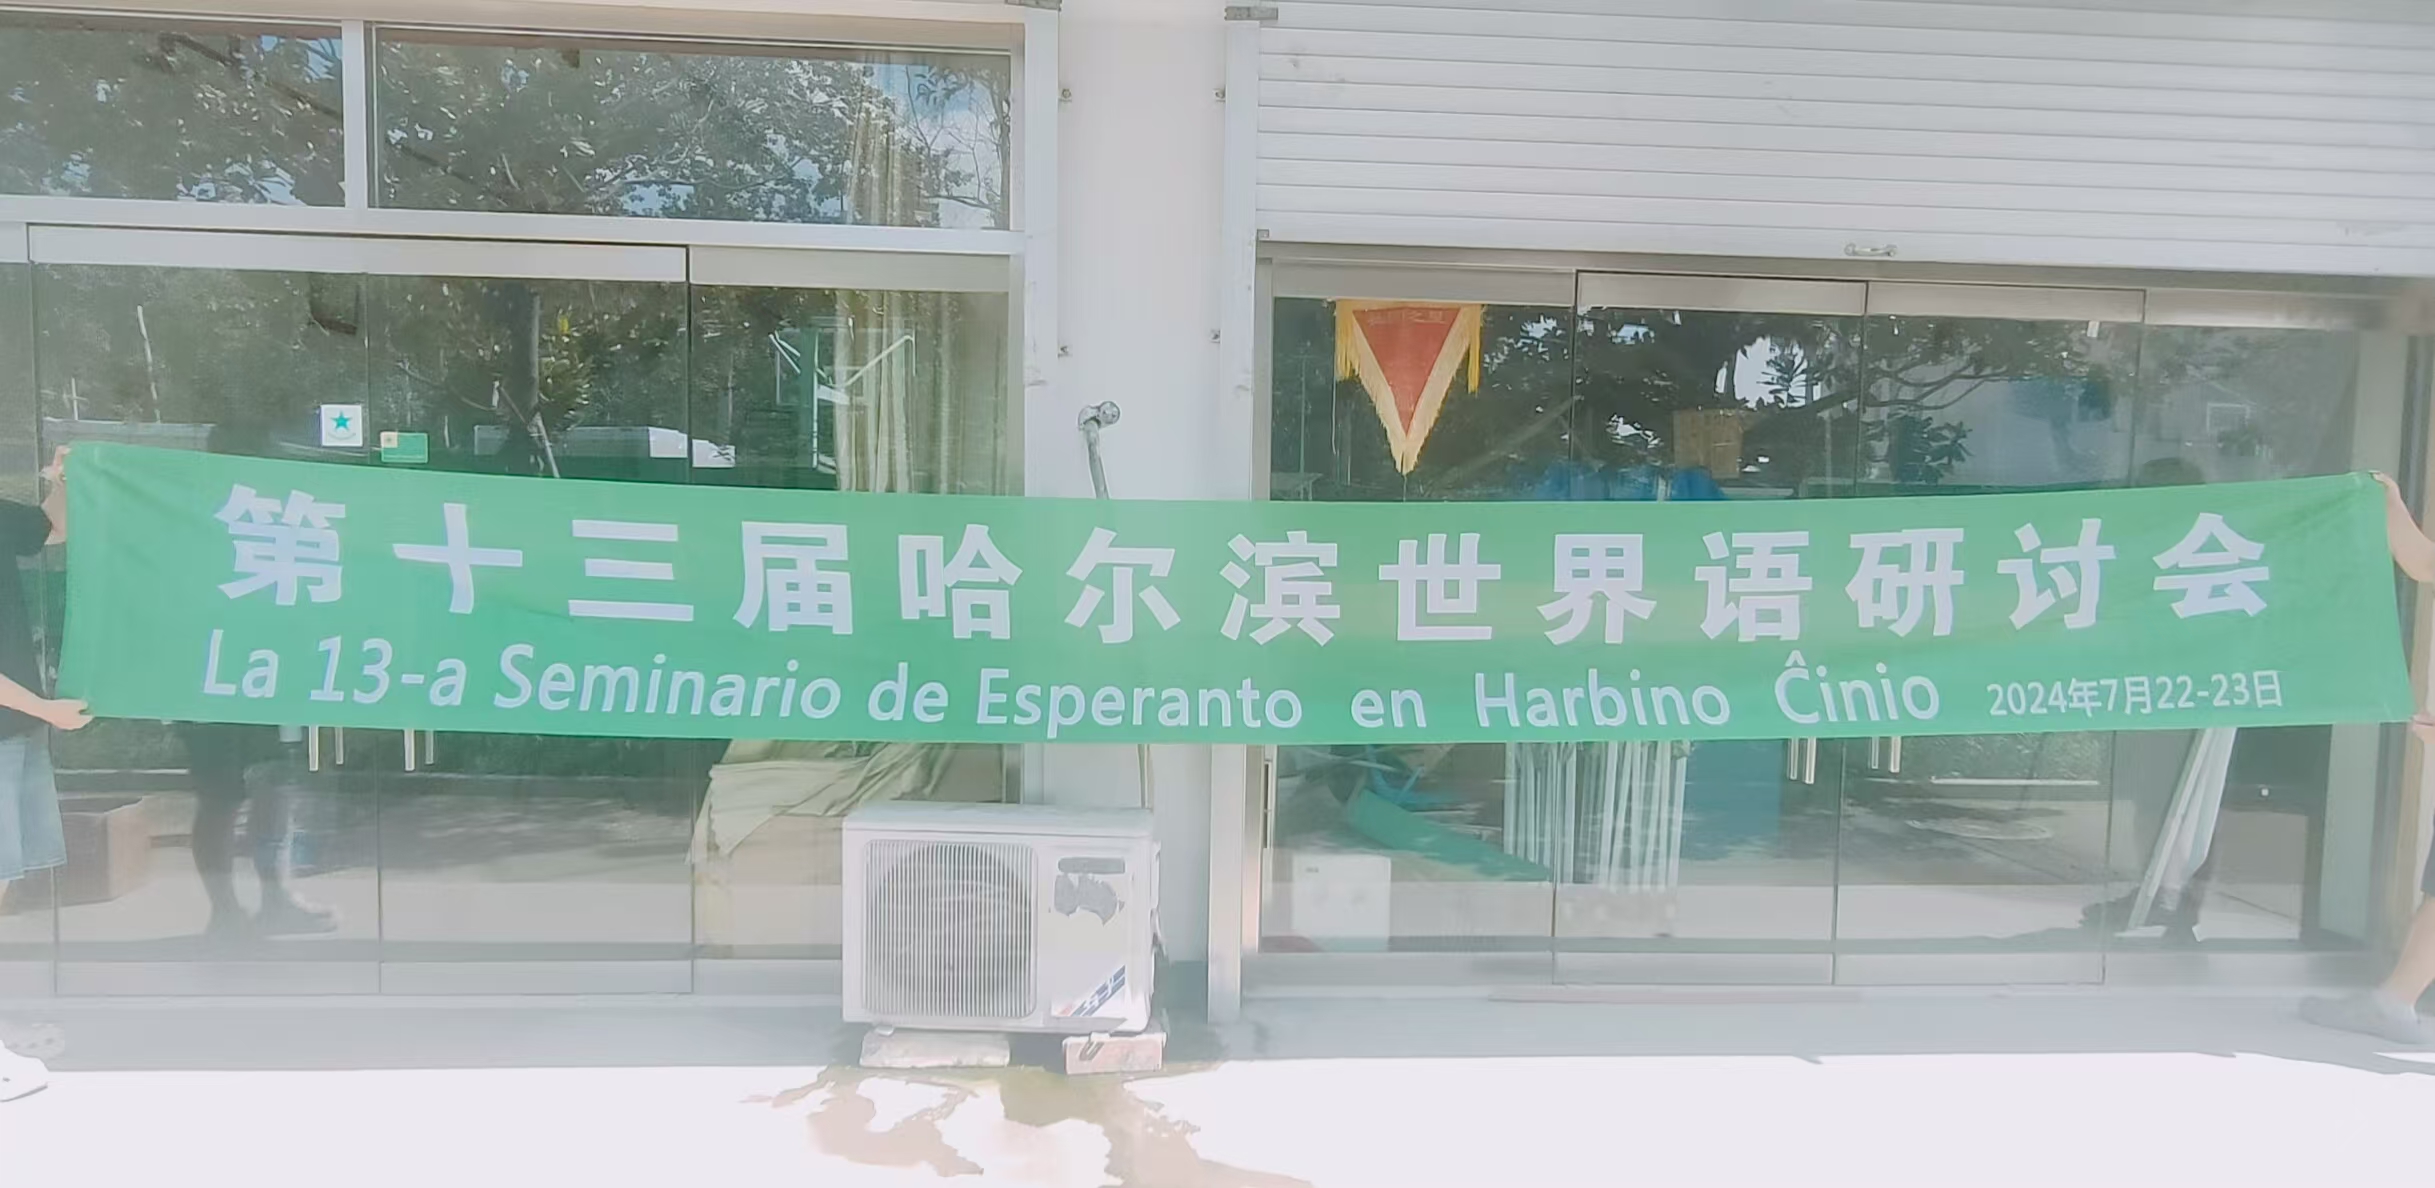 第十三届哈尔滨世界语研讨会
La 13-a Seminario de Esperanto en Harbino Ĉinio 2024年7月22-23日